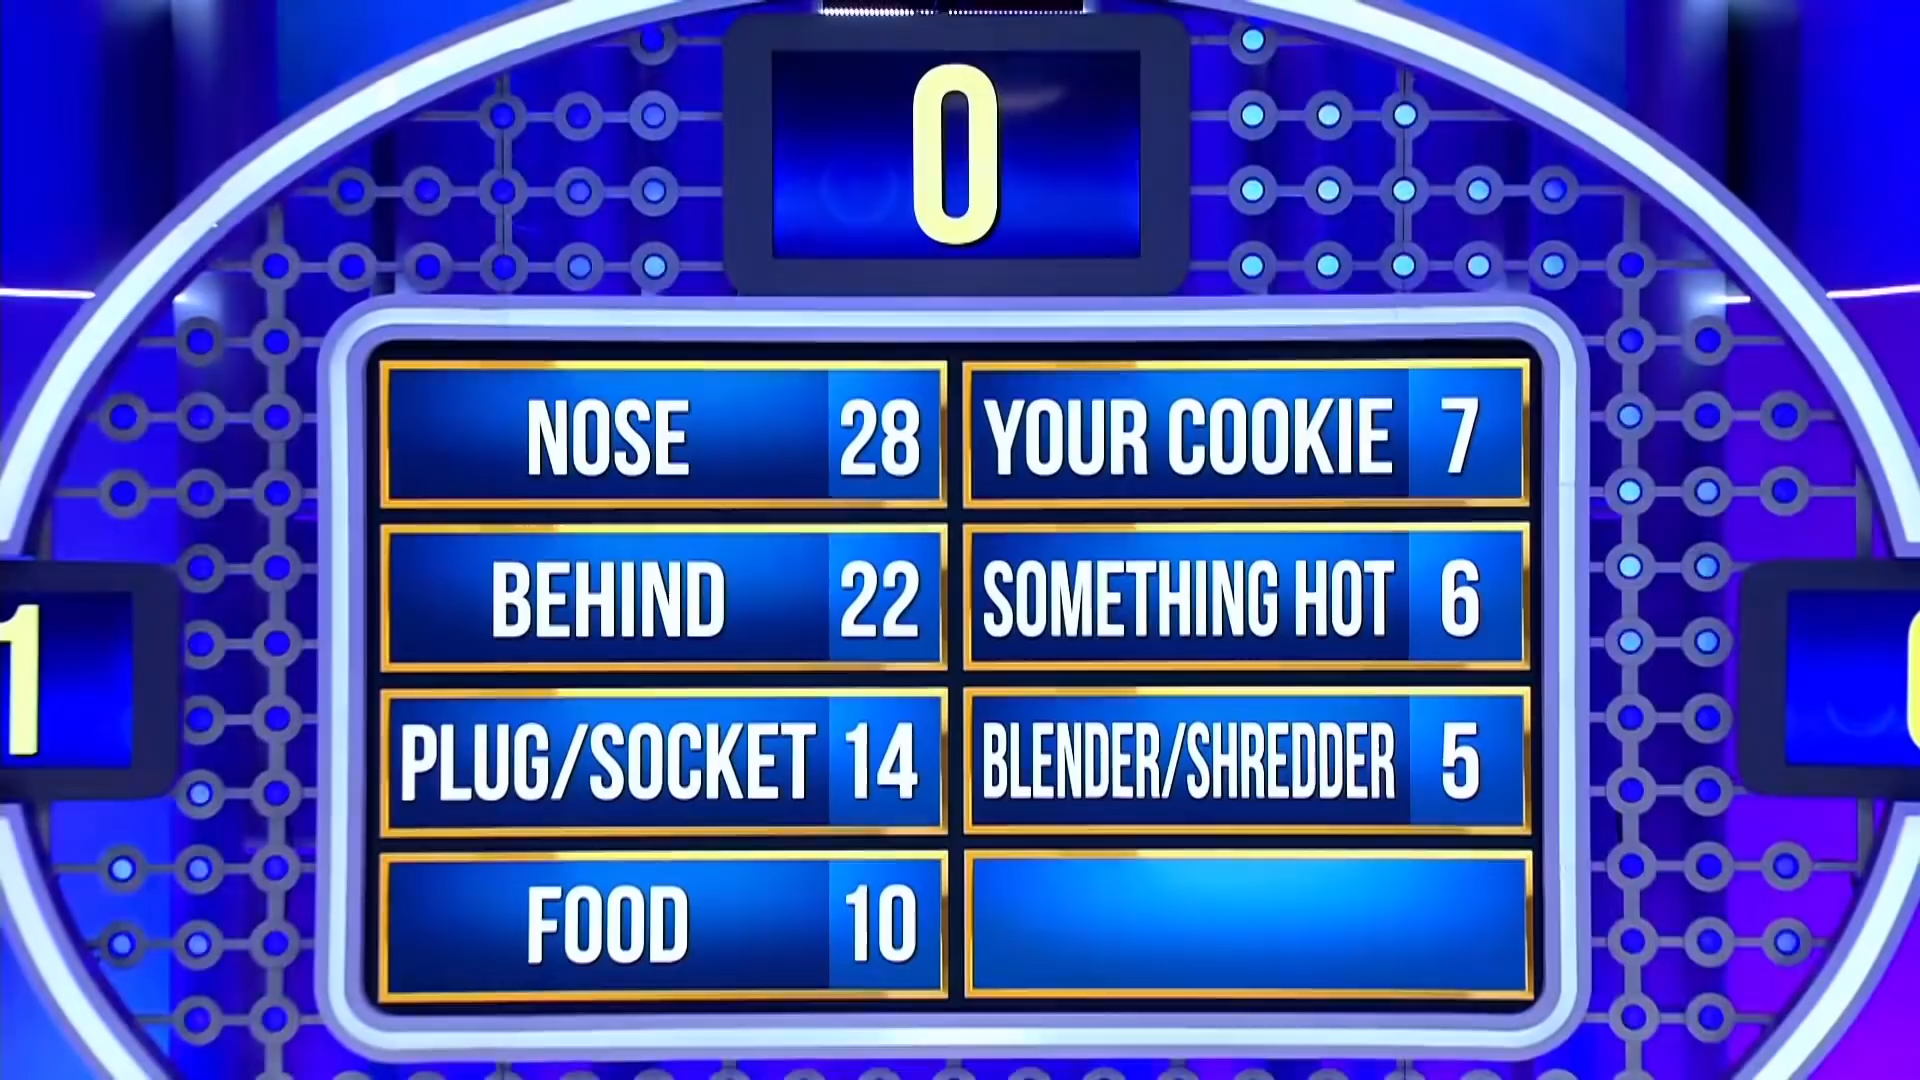 0
NOSE 28
BEHIND 22
PLUG/SOCKET 14
FOOD 10
YOUR COOKIE 7
SOMETHING HOT 6
BLENDER/SHREDDER 5
1